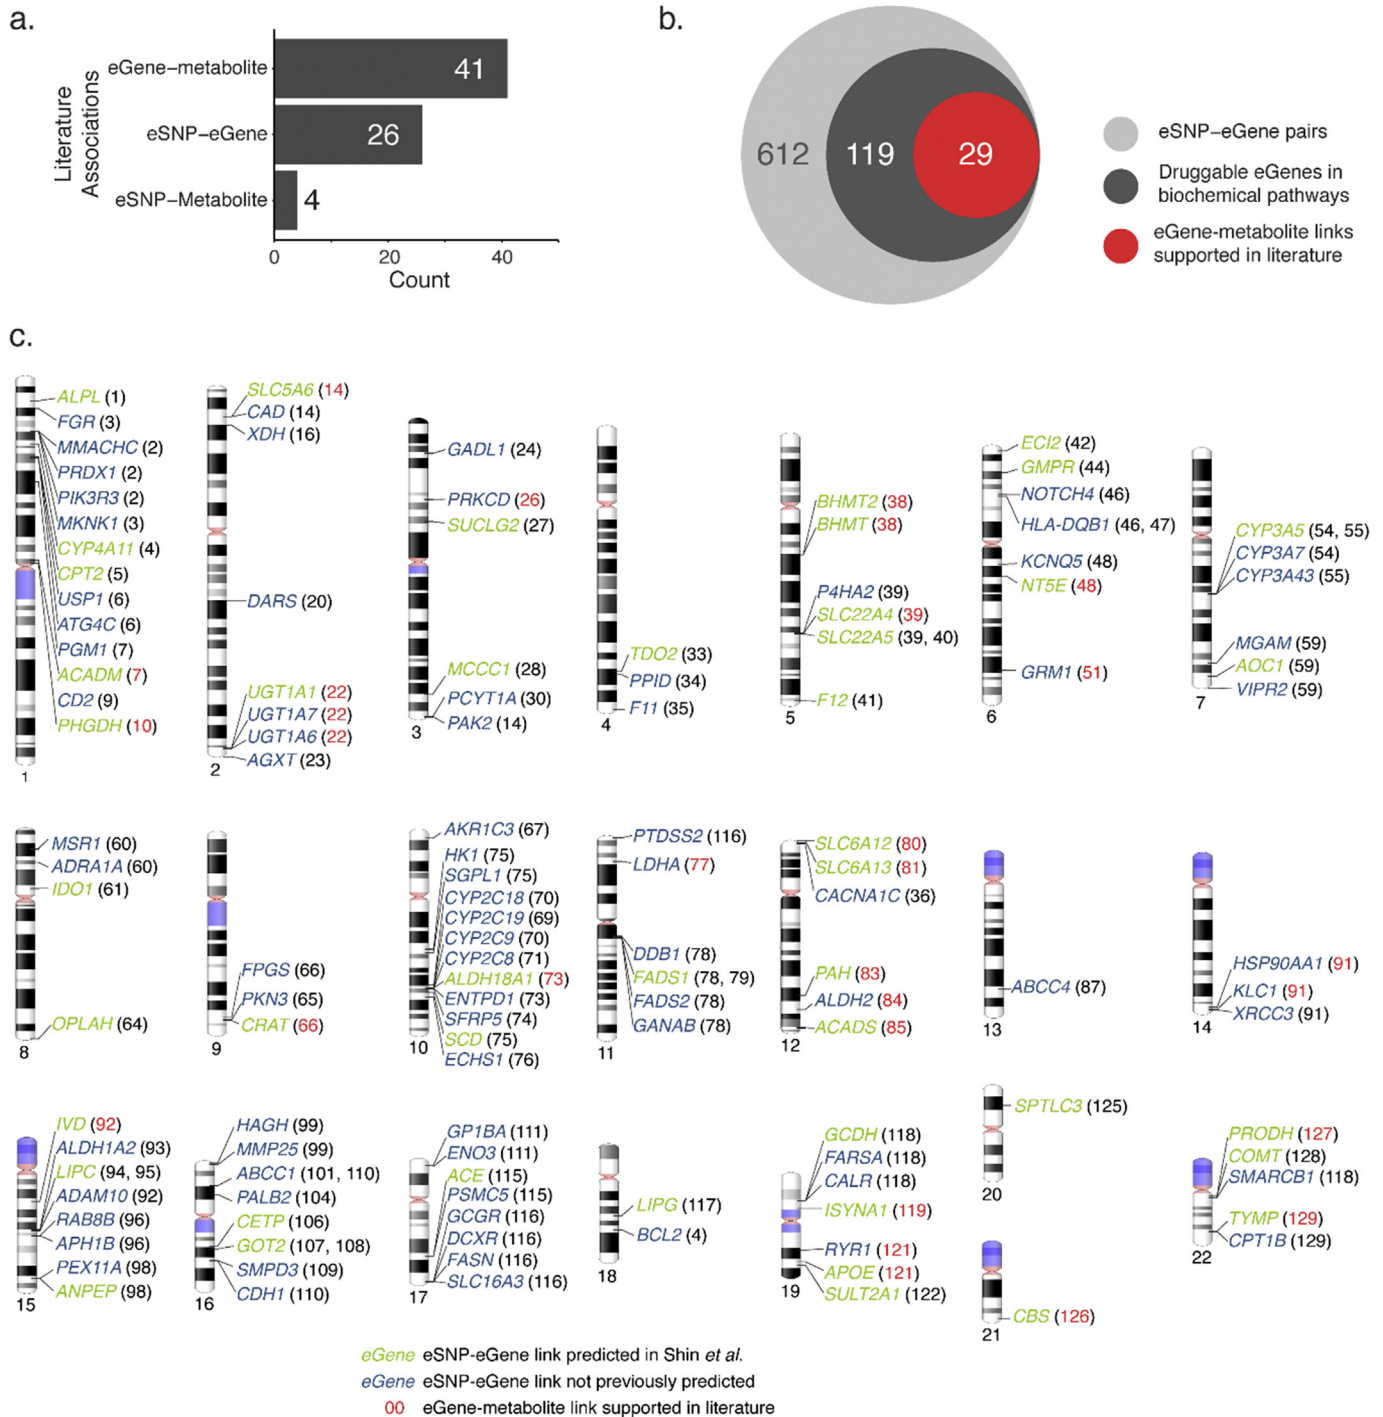 a.
Literature
Associations
eGene–metabolite
41
eSNP–eGene
26
eSNP–Metabolite
4
0
20
40
Count
b.
612
119
29
eSNP–eGene pairs
Druggable eGenes in
biochemical pathways
eGene-metabolite links
supported in literature
c.
ALPL (1)
FGR (3)
MMACHC (2)
PRDX1 (2)
PIK3R3 (2)
MKNK1 (3)
CYP4A11 (4)
CPT2 (5)
USP1 (6)
ATG4C (6)
PGM1 (7)
ACADM (7)
CD2 (9)
PHGDH (10)
1
SLC5A6 (14)
CAD (14)
XDH (16)
DARS (20)
UGT1A1 (22)
UGT1A7 (22)
UGT1A6 (22)
AGXT (23)
2
GADL1 (24)
PRKCD (26)
SUCLG2 (27)
MCCC1 (28)
PCYT1A (30)
PAK2 (14)
3
TDO2 (33)
PPID (34)
F11 (35)
4
BHMT2 (38)
BHMT (38)
P4HA2 (39)
SLC22A4 (39)
SLC22A5 (39, 40)
F12 (41)
5
ECI2 (42)
GMPR (44)
NOTCH4 (46)
HLA-DQB1 (46, 47)
KCNQ5 (48)
NT5E (48)
GRM1 (51)
6
CYP3A5 (54, 55)
CYP3A7 (54)
CYP3A43 (55)
MGAM (59)
AOC1 (59)
VIPR2 (59)
7
MSR1 (60)
ADRA1A (60)
IDO1 (61)
OPLAH (64)
8
FPGS (66)
PKN3 (65)
CRAT (66)
9
AKR1C3 (67)
HK1 (75)
SGPL1 (75)
CYP2C18 (70)
CYP2C19 (69)
CYP2C9 (70)
CYP2C8 (71)
ALDH18A1 (73)
ENTPD1 (73)
SFRP5 (74)
SCD (75)
ECHS1 (76)
10
PTDSS2 (116)
LDHA (77)
DDB1 (78)
FADS1 (78, 79)
FADS2 (78)
GANAB (78)
11
SLC6A12 (80)
SLC6A13 (81)
CACNA1C (36)
PAH (83)
ALDH2 (84)
ACADS (85)
12
ABCC4 (87)
13
HSP90AA1 (91)
KLC1 (91)
XRCC3 (91)
14
IVD (92)
ALDH1A2 (93)
LIPC (94, 95)
ADAM10 (92)
RAB8B (96)
APH1B (96)
PEX11A (98)
ANPEP (98)
15
HAGH (99)
MMP25 (99)
ABCC1 (101, 110)
PALB2 (104)
CETP (106)
GOT2 (107, 108)
SMPD3 (109)
CDH1 (110)
16
GP1BA (111)
ENO3 (111)
ACE (115)
PSMC5 (115)
GCGR (116)
DCXR (116)
FASN (116)
SLC16A3 (116)
17
LIPG (117)
BCL2 (4)
18
GCDH (118)
FARSA (118)
CALR (118)
ISYNA1 (119)
RYR1 (121)
APOE (121)
SULT2A1 (122)
19
SPTLC3 (125)
20
CBS (126)
21
PRODH (127)
COMT (128)
SMARCB1 (118)
TYMP (129)
CPT1B (129)
22
eGene eSNP-eGene link predicted in Shin et al.
eGene eSNP-eGene link not previously predicted
00 eGene-metabolite link supported in literature